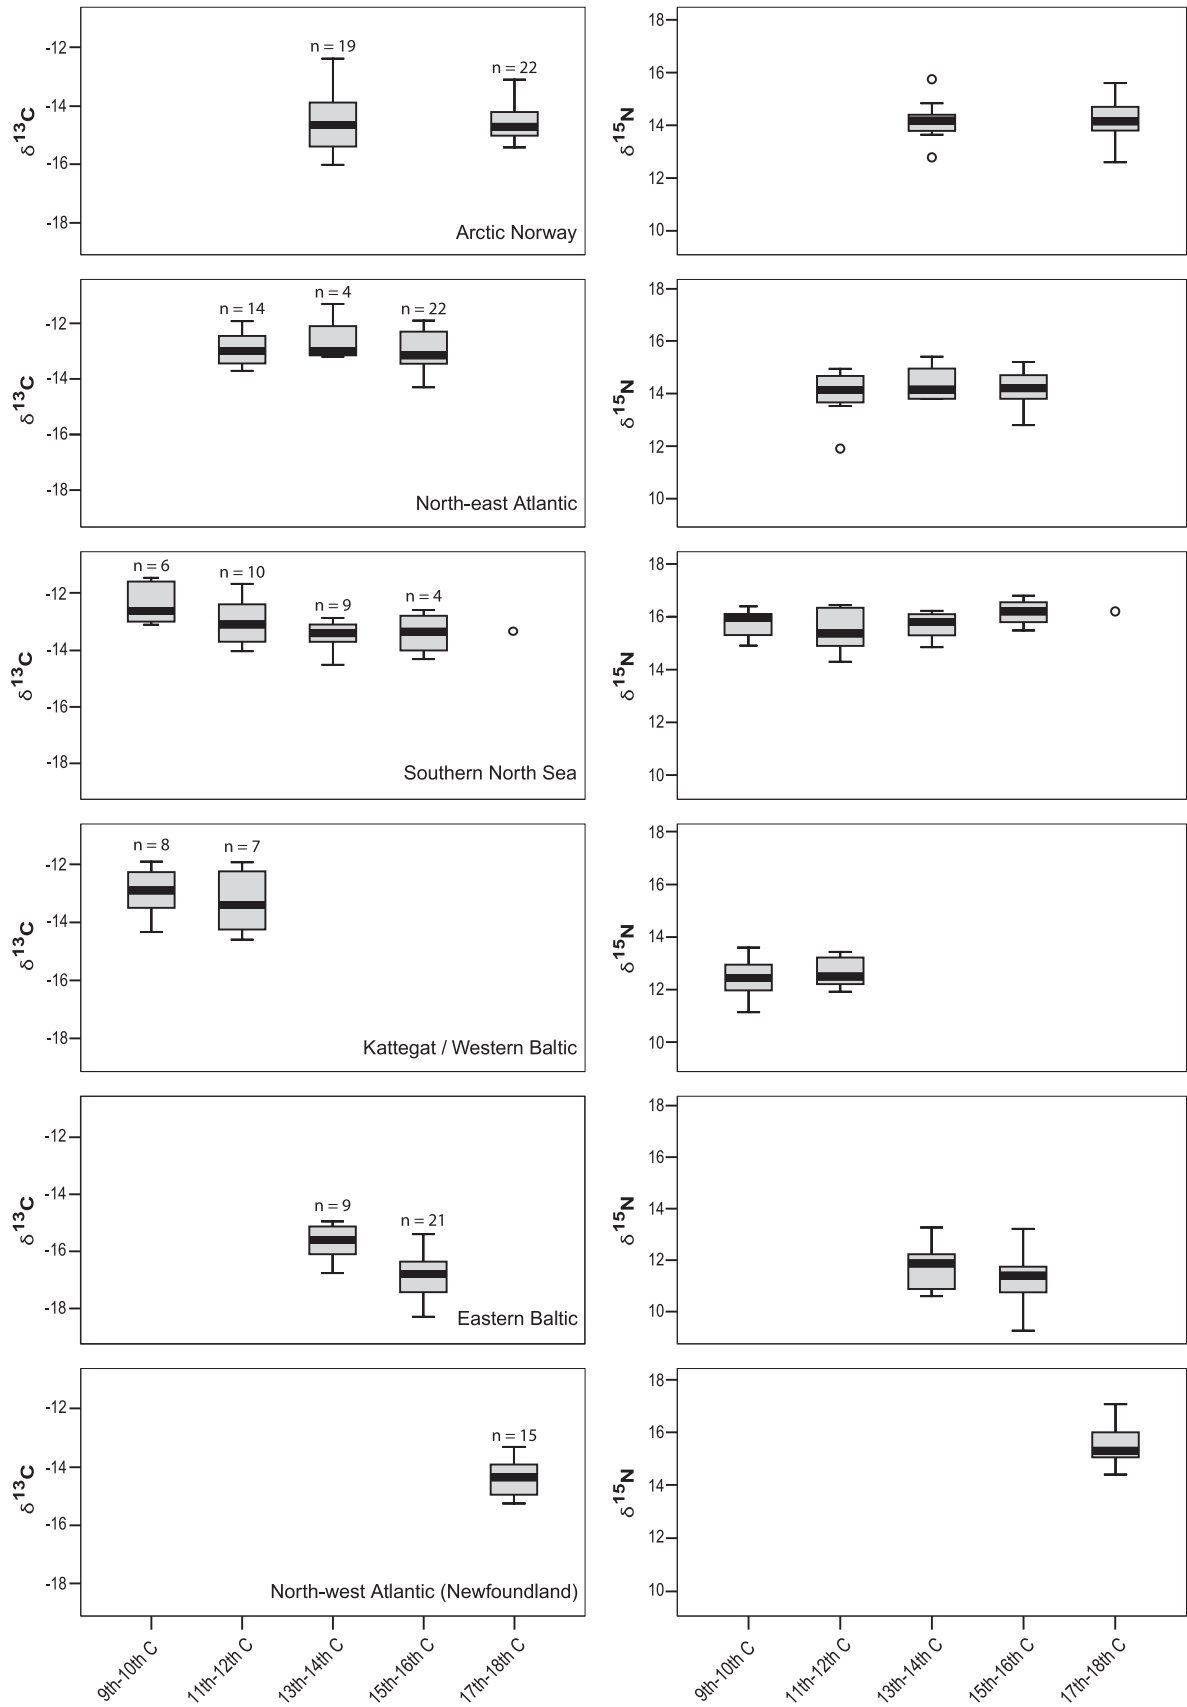 n = 19
n = 22
-12
-14
-16
-18
δ13C
Arctic Norway
18
16
14
12
10
δ15N
n = 14
n = 4
n = 22
-12
-14
-16
-18
δ13C
North-east Atlantic
18
16
14
12
10
δ15N
n = 6
n = 10
n = 9
n = 4
-12
-14
-16
-18
δ13C
Southern North Sea
18
16
14
12
10
δ15N
n = 8
n = 7
-12
-14
-16
-18
δ13C
Kattegat / Western Baltic
18
16
14
12
10
δ15N
n = 9
n = 21
-12
-14
-16
-18
δ13C
Eastern Baltic
18
16
14
12
10
δ15N
n = 15
-12
-14
-16
-18
δ13C
North-west Atlantic (Newfoundland)
18
16
14
12
10
δ15N
9th-10th C
11th-12th C
13th-14th C
15th-16th C
17th-18th C
9th-10th C
11th-12th C
13th-14th C
15th-16th C
17th-18th C